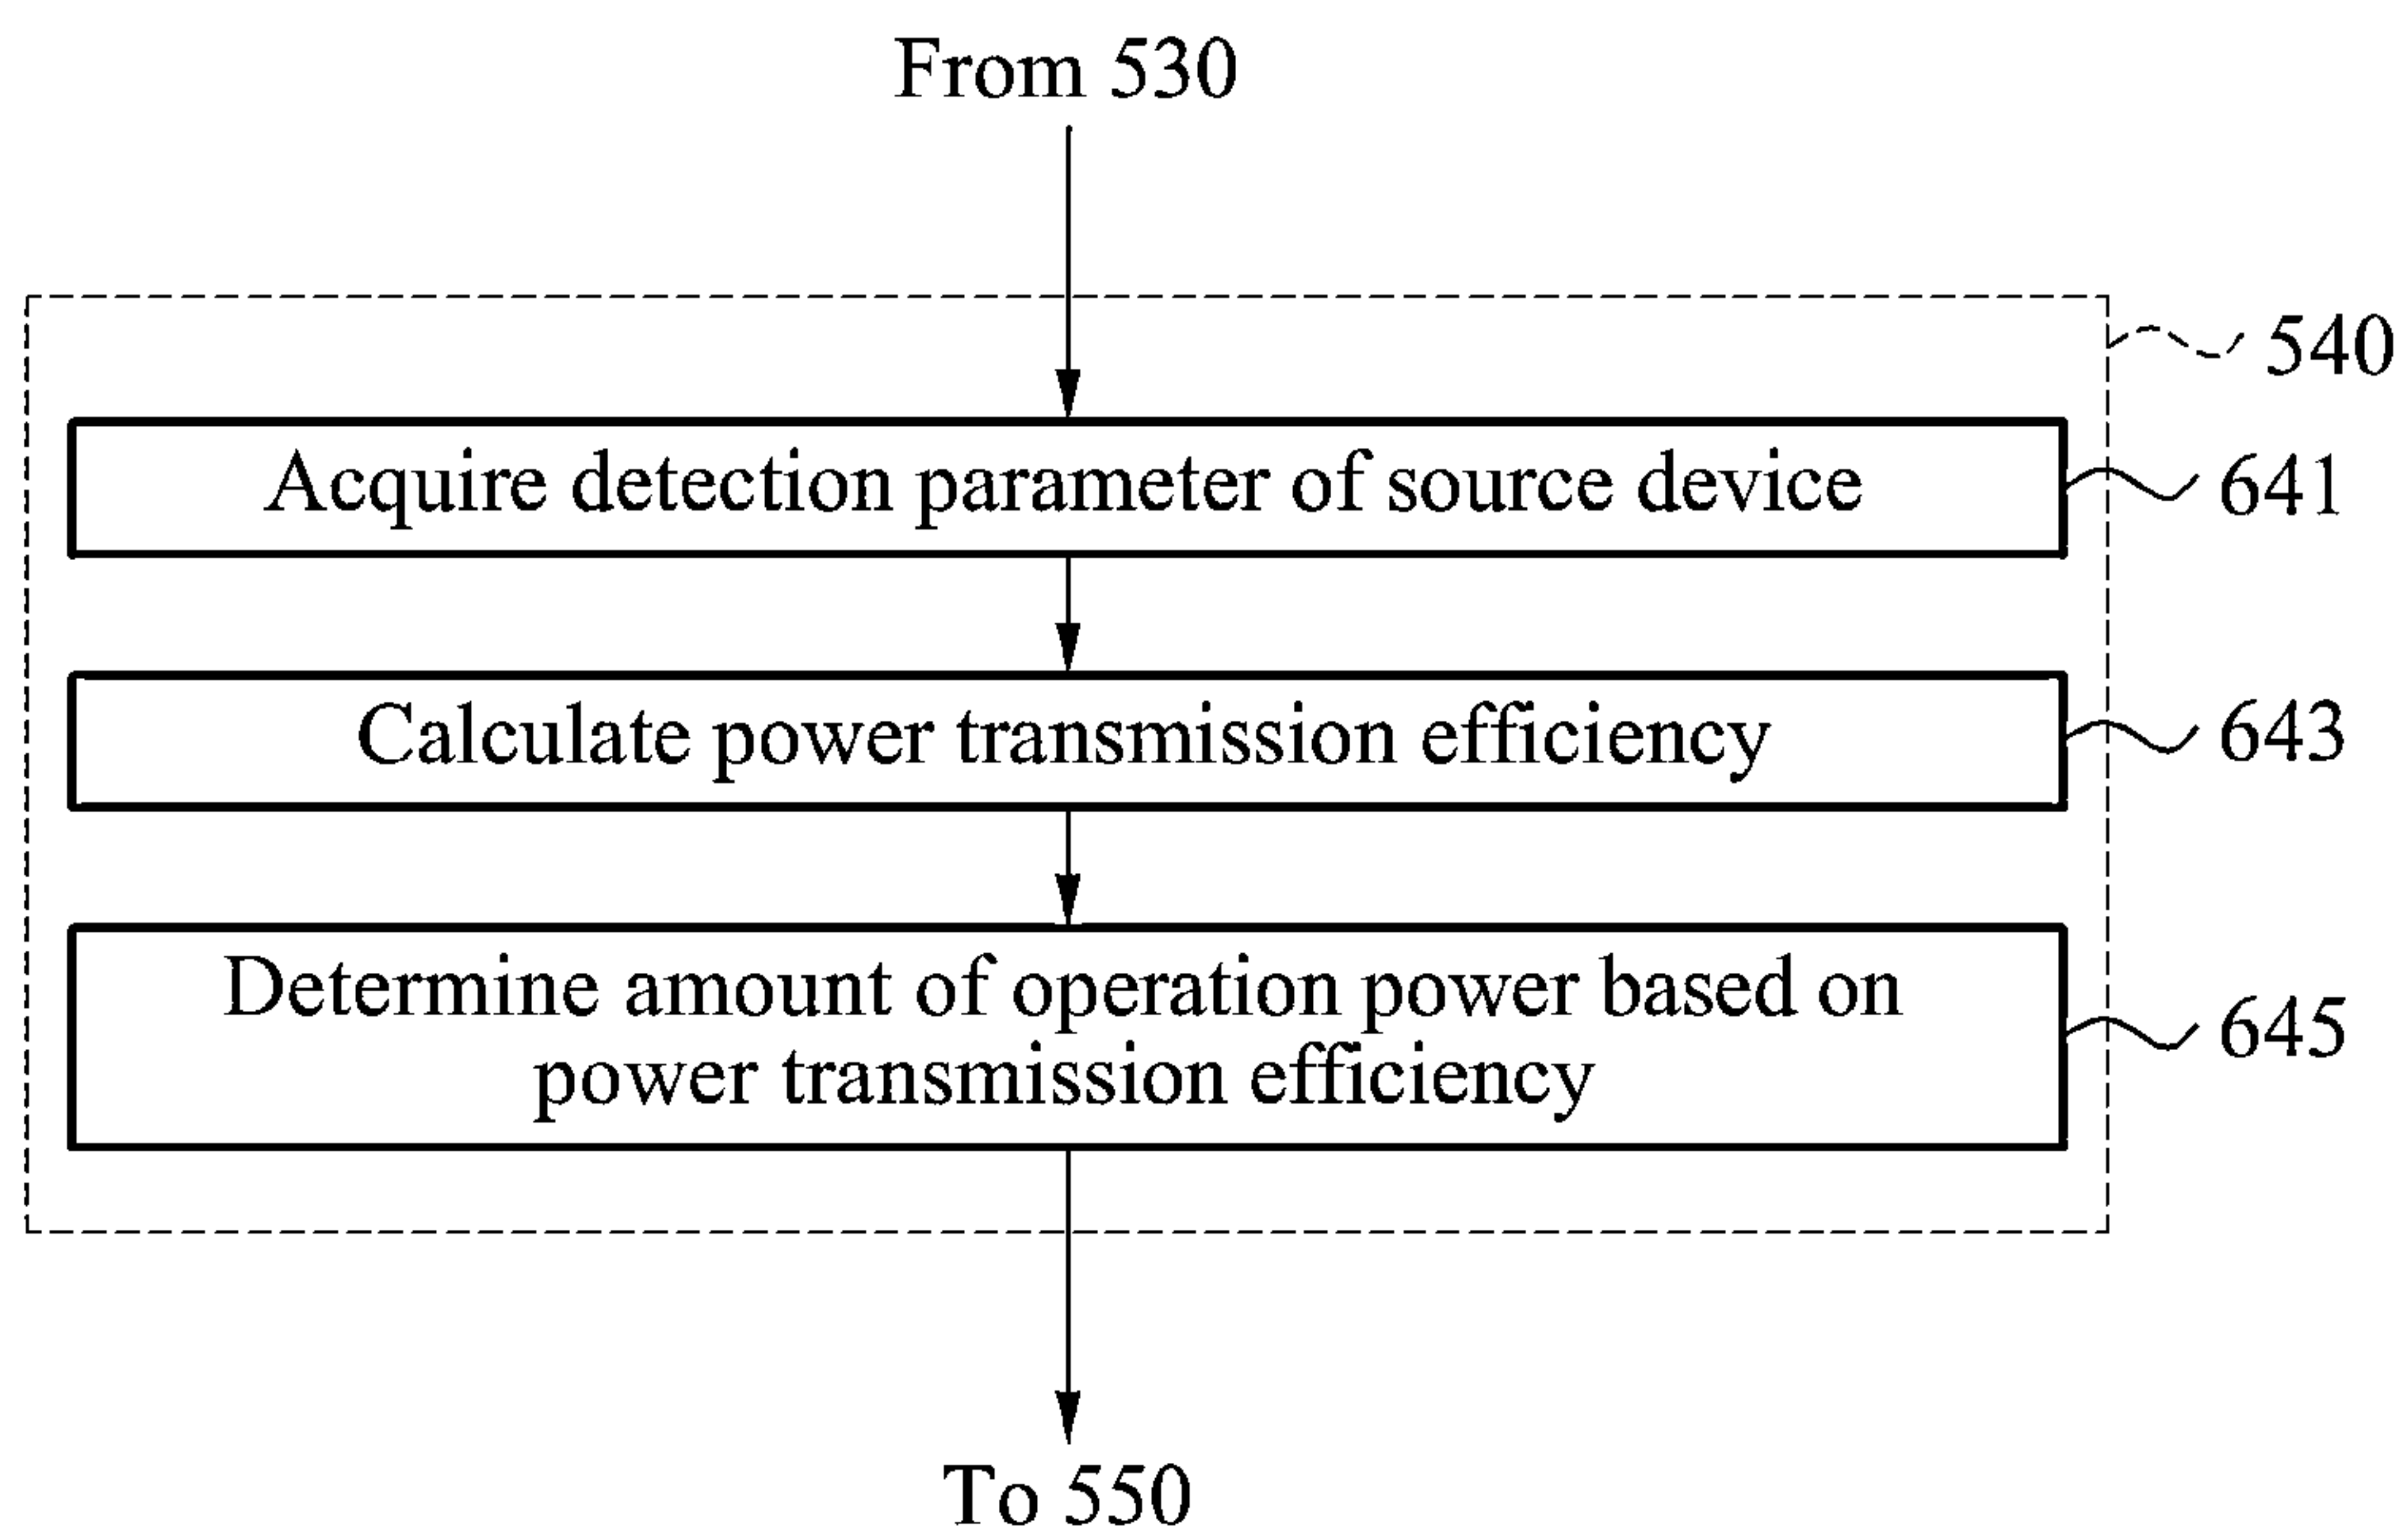 From 530
540
Acquire detection parameter of source device
641
Calculate power transmission efficiency
643
Determine amount of operation power based on
power transmission efficiency
645
To 550